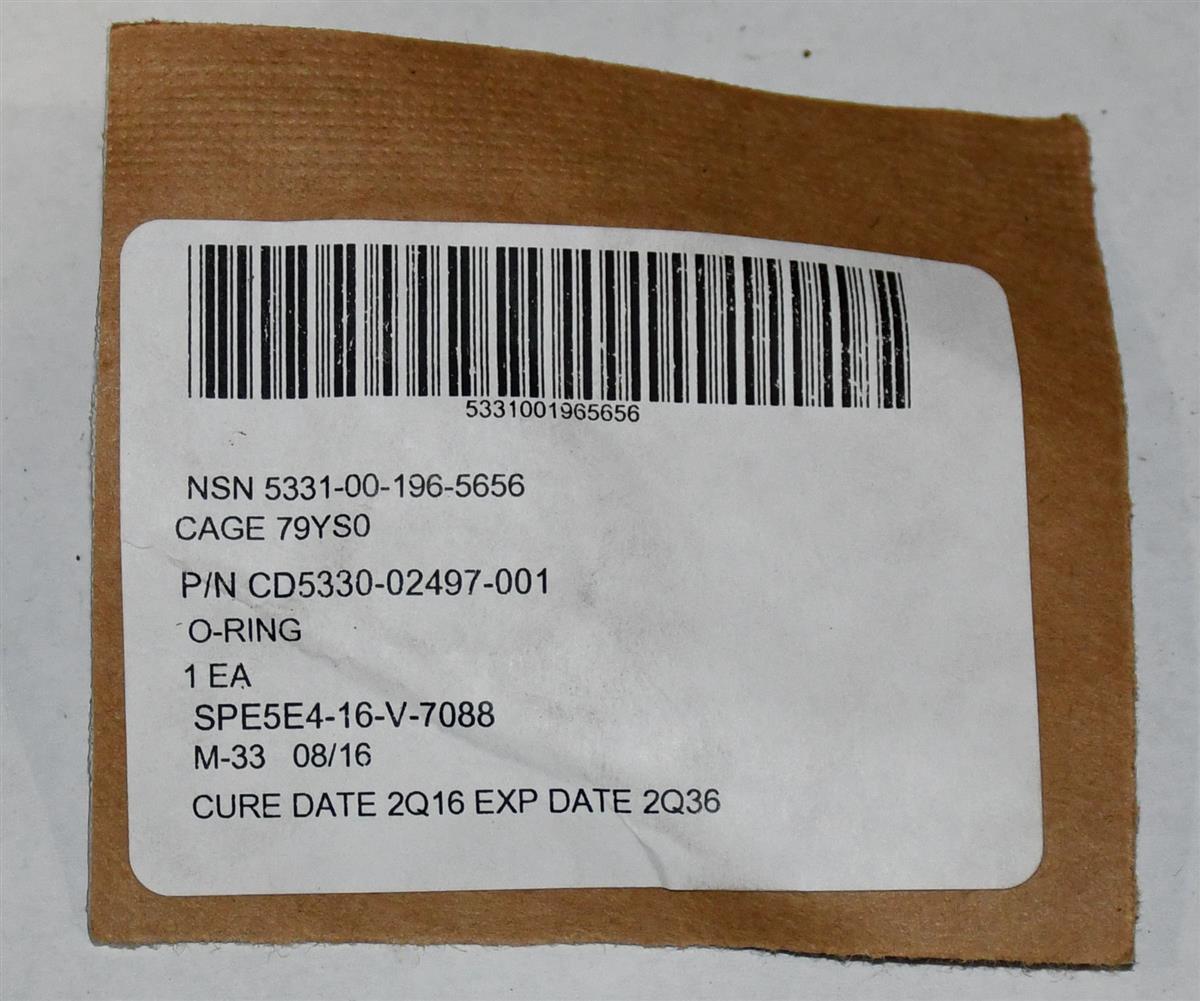 5331001965656
NSN 5331-00-196-5656
CAGE 79YS0
P/N CD5330-02497-001
O-RING
1 EA
SPE5E4-16-V-7088
M-33 08/16
CURE DATE 2Q16 EXP DATE 2Q36